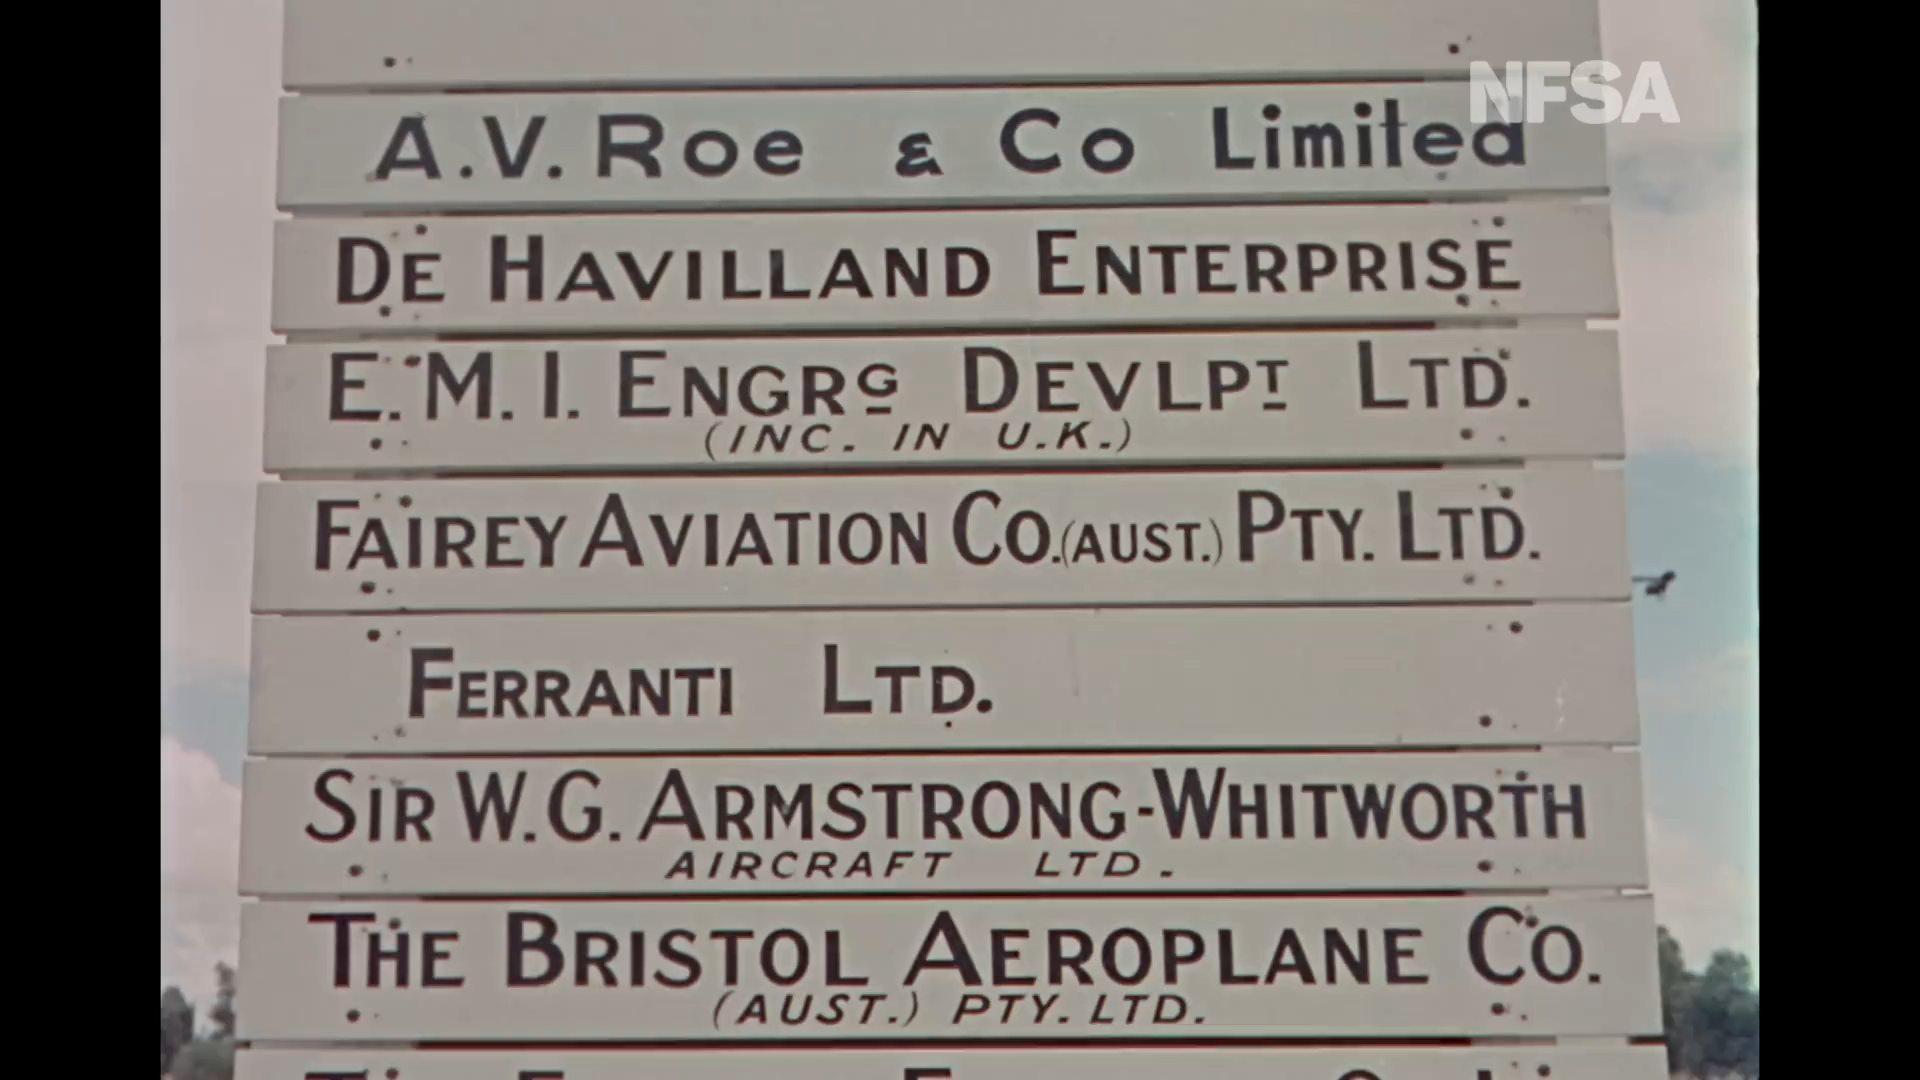 NFSA
A.V. Roe & Co Limited
DE HAVILLAND ENTERPRISE
E.M.I. ENGRG DEVLPT LTD.
(INC. IN U.K.)
FAIREY AVIATION CO.(AUST.) PTY. LTD.
FERRANTI LTD.
SIR W.G. ARMSTRONG-WHITWORTH
AIRCRAFT LTD.
THE BRISTOL AEROPLANE CO.
(AUST.) PTY. LTD.